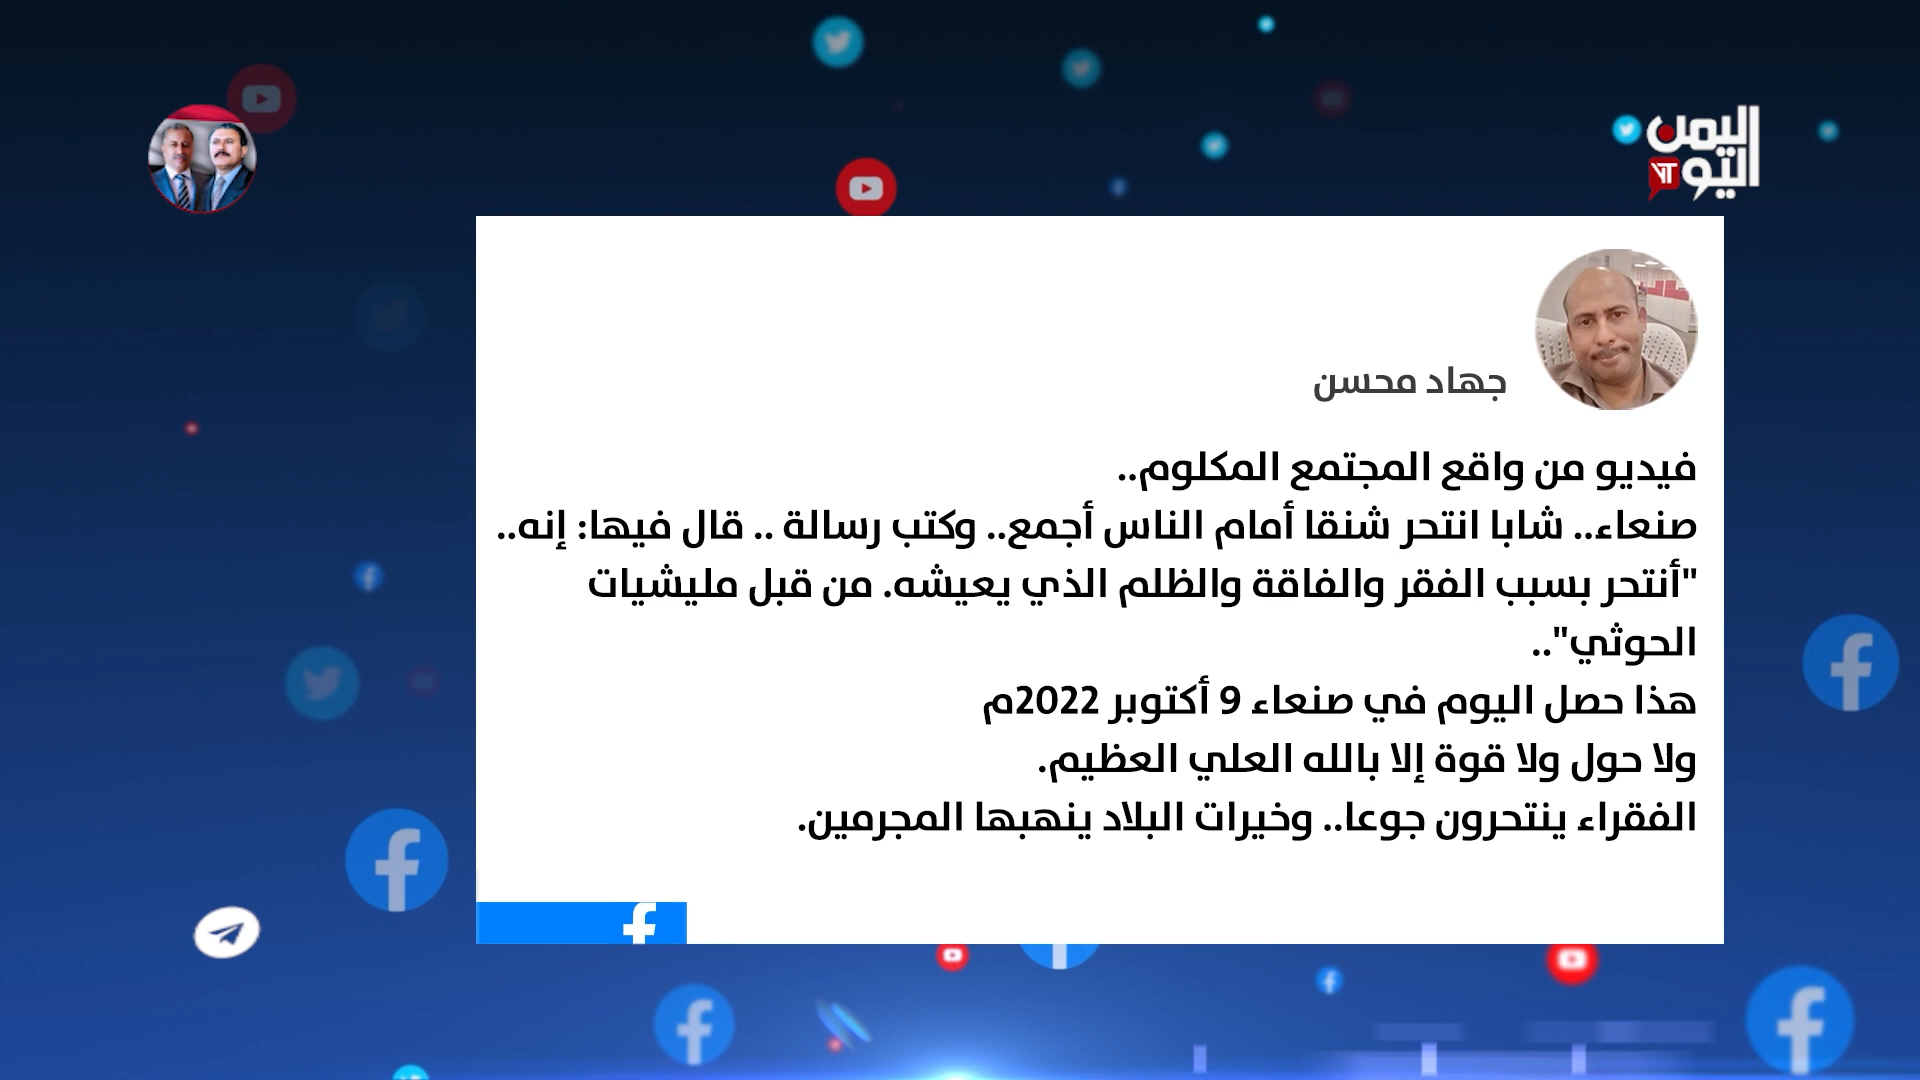 اليمن
اليوم
YT
جهاد محسن
فيديو من واقع المجتمع المكلوم..
صنعاء.. شابا انتحر شنقا أمام الناس أجمع.. وكتب رسالة .. قال فيها: إنه..
"أنتحر بسبب الفقر والفاقة والظلم الذي يعيشه. من قبل مليشيات
الحوثي"..
هذا حصل اليوم في صنعاء 9 أكتوبر 2022م
ولا حول ولا قوة إلا بالله العلي العظيم.
الفقراء ينتحرون جوعا.. وخيرات البلاد ينهبها المجرمين.